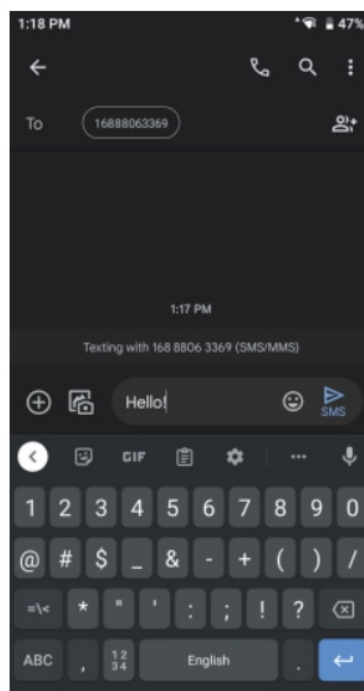 1:18 PM 47%
To 16888063369
1:17 PM
Texting with 168 8806 3369 (SMS/MMS)
Hello!
SMS
GIF
1 2 3 4 5 6 7 8 9 0
@ # $ _ & - + ( ) /
=\< * " ' : ; ! ?
ABC , 12 English .
34